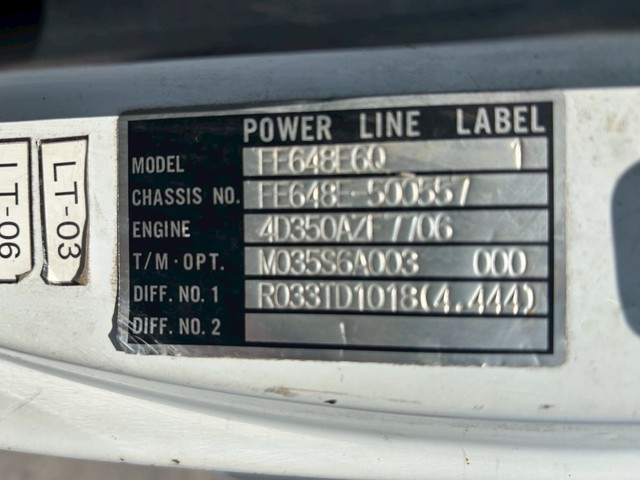 POWER LINE LABEL
MODEL FE648E6Q 1
CHASSIS NO. FE648E-500557
ENGINE 4D350AZF7706
T/M·OPT. M035S6A003 000
DIFF. NO. 1 R033TD1018(4.444)
DIFF. NO. 2
LT-06
LT-03